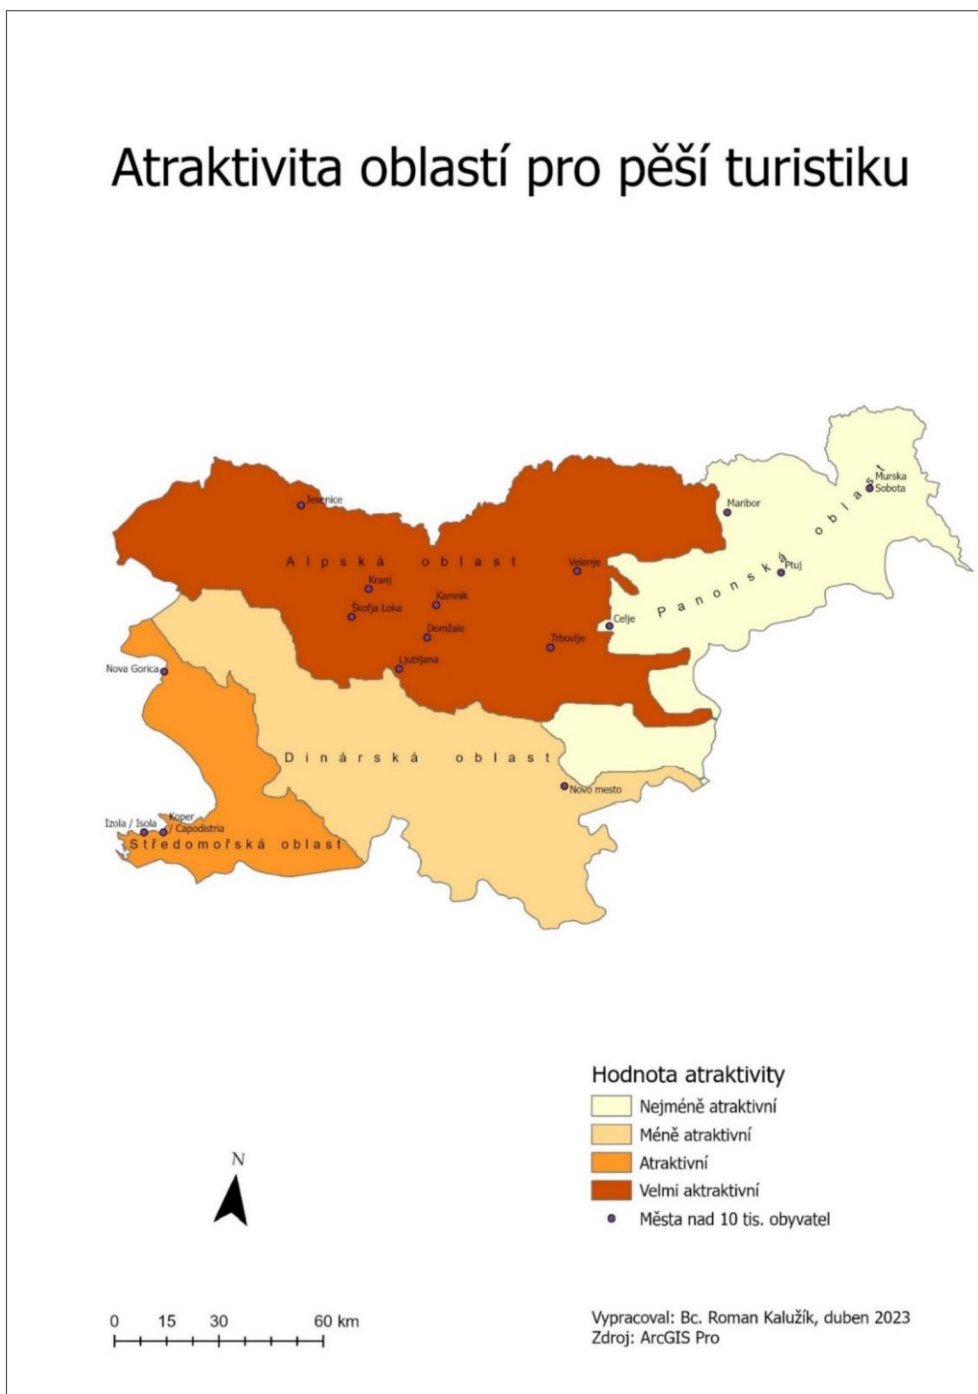 Atraktivita oblastí pro pěší turistiku
Murska
Sobota
Maribor
Jesenice
Panonská oblast
Alpská oblast
Velenje
Ptuj
Kranj
Kamnik
Škofja Loka
Celje
Domžale
Trbovlje
Ljubljana
Nova Gorica
Dinárská oblast
Novo mesto
Izola / Isola
Koper
/ Capodistria
Středomořská oblast
Hodnota atraktivity
Nejméně atraktivní
Méně atraktivní
Atraktivní
Velmi aktraktivní
Města nad 10 tis. obyvatel
N
0 15 30 60 km
Vypracoval: Bc. Roman Kalužík, duben 2023
Zdroj: ArcGIS Pro